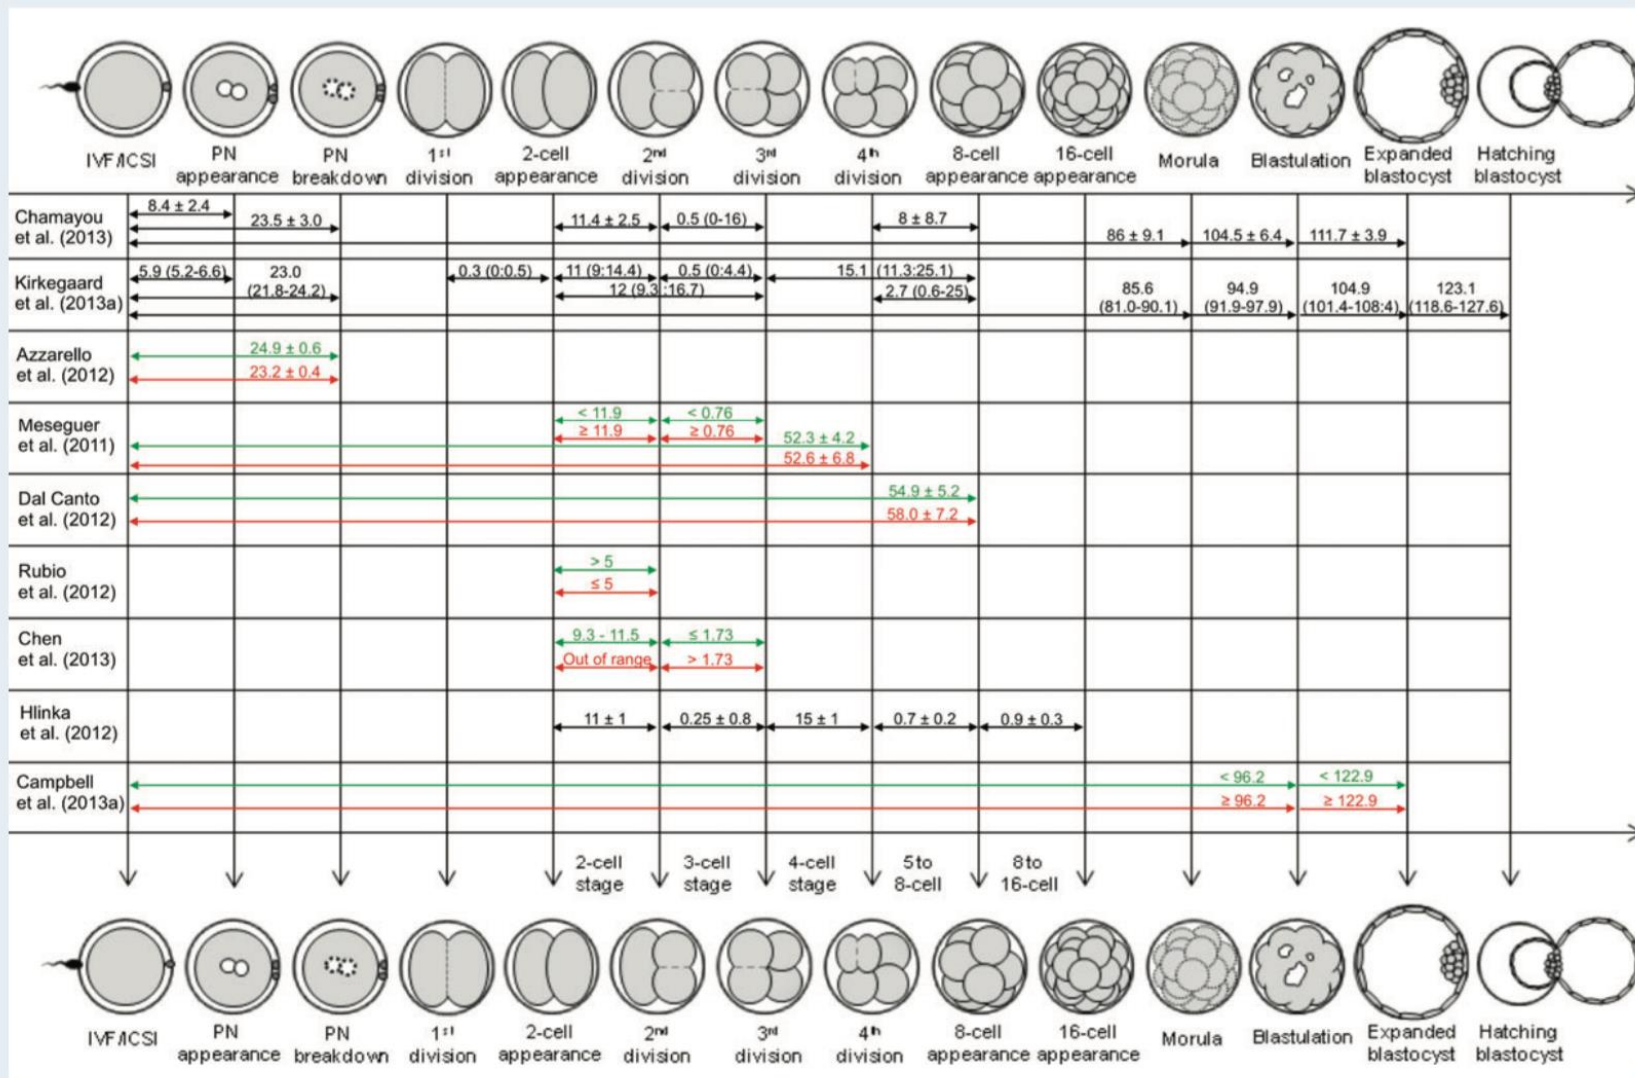 IVF/ICSI
PN
appearance
PN
breakdown
1st
division
2-cell
appearance
2nd
division
3rd
division
4th
division
8-cell
appearance
16-cell
appearance
Morula
Blastulation
Expanded
blastocyst
Hatching
blastocyst
Chamayou
et al. (2013)
8.4 ± 2.4
23.5 ± 3.0
11.4 ± 2.5
0.5 (0-16)
8 ± 8.7
86 ± 9.1
104.5 ± 6.4
111.7 ± 3.9
Kirkegaard
et al. (2013a)
5.9 (5.2-6.6)
23.0
(21.8-24.2)
0.3 (0:0.5)
11 (9:14.4)
0.5 (0:4.4)
12 (9.3:16.7)
15.1 (11.3:25.1)
2.7 (0.6-25)
85.6
(81.0-90.1)
94.9
(91.9-97.9)
104.9
(101.4-108:4)
123.1
(118.6-127.6)
Azzarello
et al. (2012)
24.9 ± 0.6
23.2 ± 0.4
Meseguer
et al. (2011)
< 11.9
≥ 11.9
< 0.76
≥ 0.76
52.3 ± 4.2
52.6 ± 6.8
Dal Canto
et al. (2012)
54.9 ± 5.2
58.0 ± 7.2
Rubio
et al. (2012)
> 5
≤ 5
Chen
et al. (2013)
9.3 - 11.5
Out of range
≤ 1.73
> 1.73
Hlinka
et al. (2012)
11 ± 1
0.25 ± 0.8
15 ± 1
0.7 ± 0.2
0.9 ± 0.3
Campbell
et al. (2013a)
< 96.2
≥ 96.2
< 122.9
≥ 122.9
2-cell
stage
3-cell
stage
4-cell
stage
5 to
8-cell
8 to
16-cell
IVF/ICSI
PN
appearance
PN
breakdown
1st
division
2-cell
appearance
2nd
division
3rd
division
4th
division
8-cell
appearance
16-cell
appearance
Morula
Blastulation
Expanded
blastocyst
Hatching
blastocyst